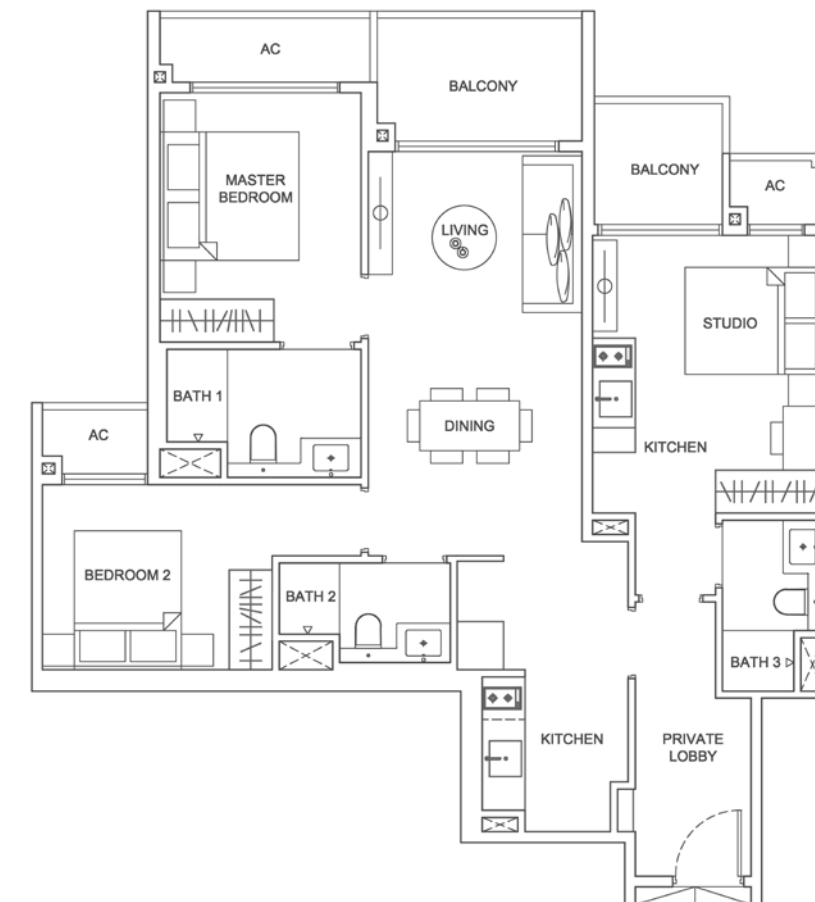 AC
BALCONY
MASTER
BEDROOM
BALCONY
AC
LIVING
STUDIO
BATH 1
DINING
AC
KITCHEN
BEDROOM 2
BATH 2
BATH 3
KITCHEN
PRIVATE
LOBBY